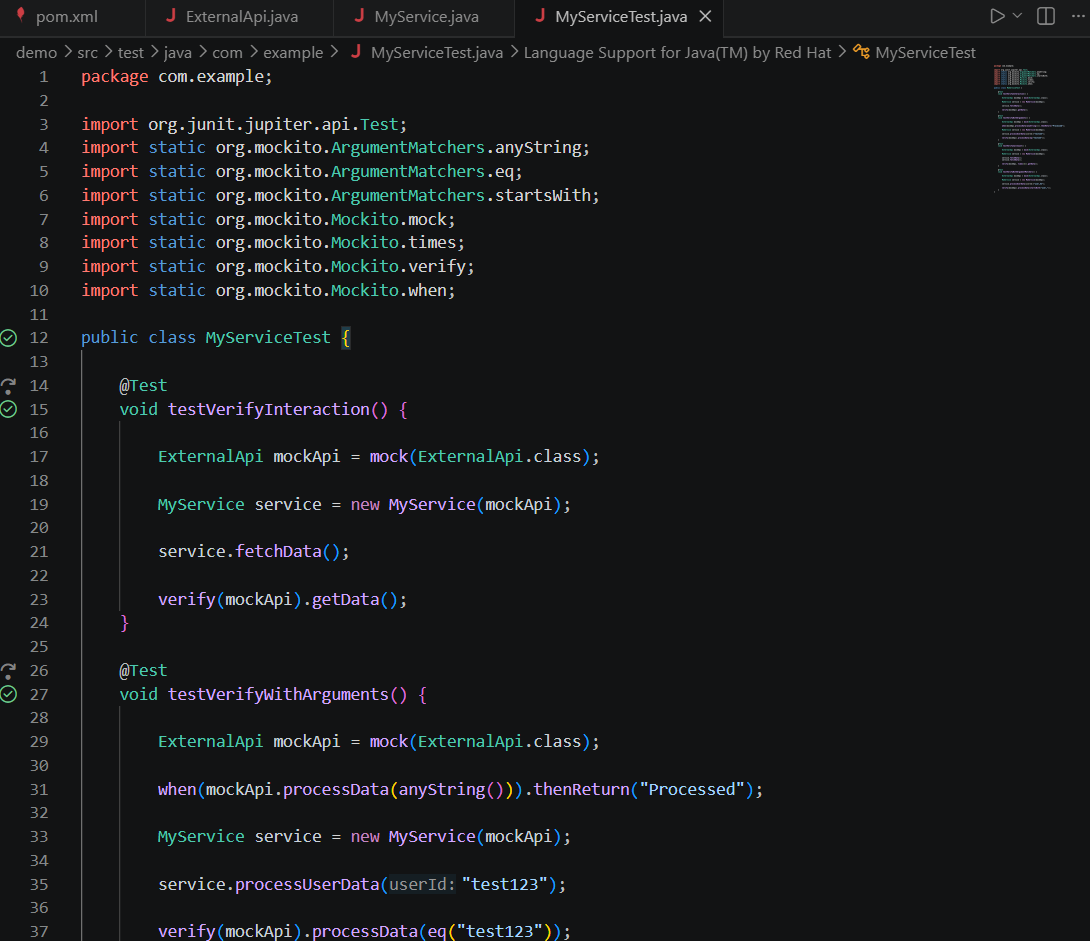 pom.xml J ExternalApi.java J MyService.java J MyServiceTest.java
demo > src > test > java > com > example > J MyServiceTest.java > Language Support for Java(TM) by Red Hat > MyServiceTest
1 package com.example;
2
3 import org.junit.jupiter.api.Test;
4 import static org.mockito.ArgumentMatchers.anyString;
5 import static org.mockito.ArgumentMatchers.eq;
6 import static org.mockito.ArgumentMatchers.startsWith;
7 import static org.mockito.Mockito.mock;
8 import static org.mockito.Mockito.times;
9 import static org.mockito.Mockito.verify;
10 import static org.mockito.Mockito.when;
11
12 public class MyServiceTest {
13
14 @Test
15 void testVerifyInteraction() {
16
17 ExternalApi mockApi = mock(ExternalApi.class);
18
19 MyService service = new MyService(mockApi);
20
21 service.fetchData();
22
23 verify(mockApi).getData();
24 }
25
26 @Test
27 void testVerifyWithArguments() {
28
29 ExternalApi mockApi = mock(ExternalApi.class);
30
31 when(mockApi.processData(anyString())).thenReturn("Processed");
32
33 MyService service = new MyService(mockApi);
34
35 service.processUserData(userId: "test123");
36
37 verify(mockApi).processData(eq("test123"));